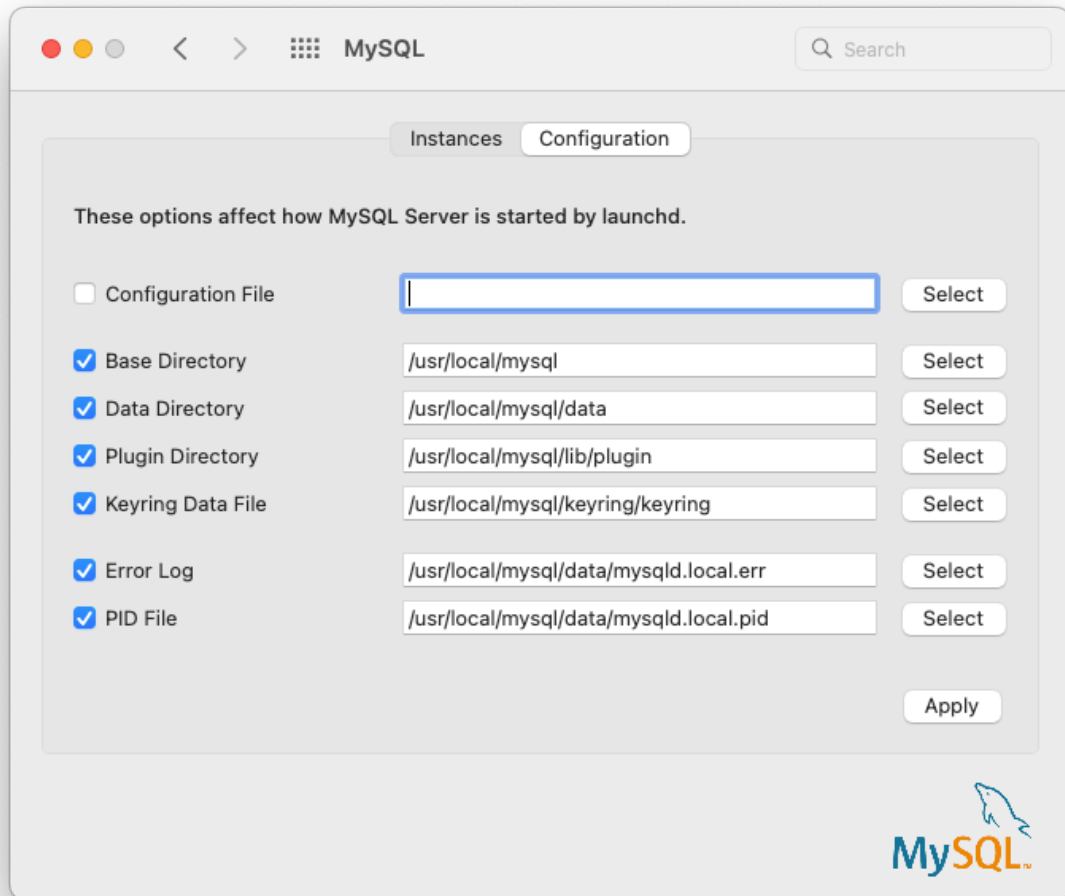 MySQL
Search
Instances Configuration
These options affect how MySQL Server is started by launchd.
Configuration File Select
Base Directory /usr/local/mysql Select
Data Directory /usr/local/mysql/data Select
Plugin Directory /usr/local/mysql/lib/plugin Select
Keyring Data File /usr/local/mysql/keyring/keyring Select
Error Log /usr/local/mysql/data/mysqld.local.err Select
PID File /usr/local/mysql/data/mysqld.local.pid Select
Apply
MySQL™